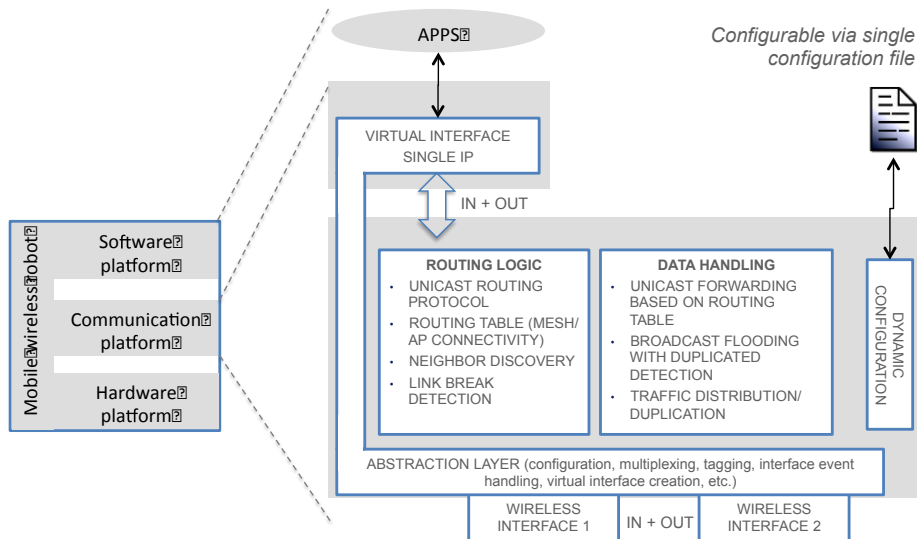 APPS
Configurable via single
configuration file
VIRTUAL INTERFACE
SINGLE IP
IN + OUT
Mobile wireless robot
Software
platform
Communication
platform
Hardware
platform
ROUTING LOGIC
• UNICAST ROUTING
PROTOCOL
• ROUTING TABLE (MESH/
AP CONNECTIVITY)
• NEIGHBOR DISCOVERY
• LINK BREAK
DETECTION
DATA HANDLING
• UNICAST FORWARDING
BASED ON ROUTING
TABLE
• BROADCAST FLOODING
WITH DUPLICATED
DETECTION
• TRAFFIC DISTRIBUTION/
DUPLICATION
DYNAMIC
CONFIGURATION
ABSTRACTION LAYER (configuration, multiplexing, tagging, interface event
handling, virtual interface creation, etc.)
WIRELESS
INTERFACE 1
IN + OUT
WIRELESS
INTERFACE 2